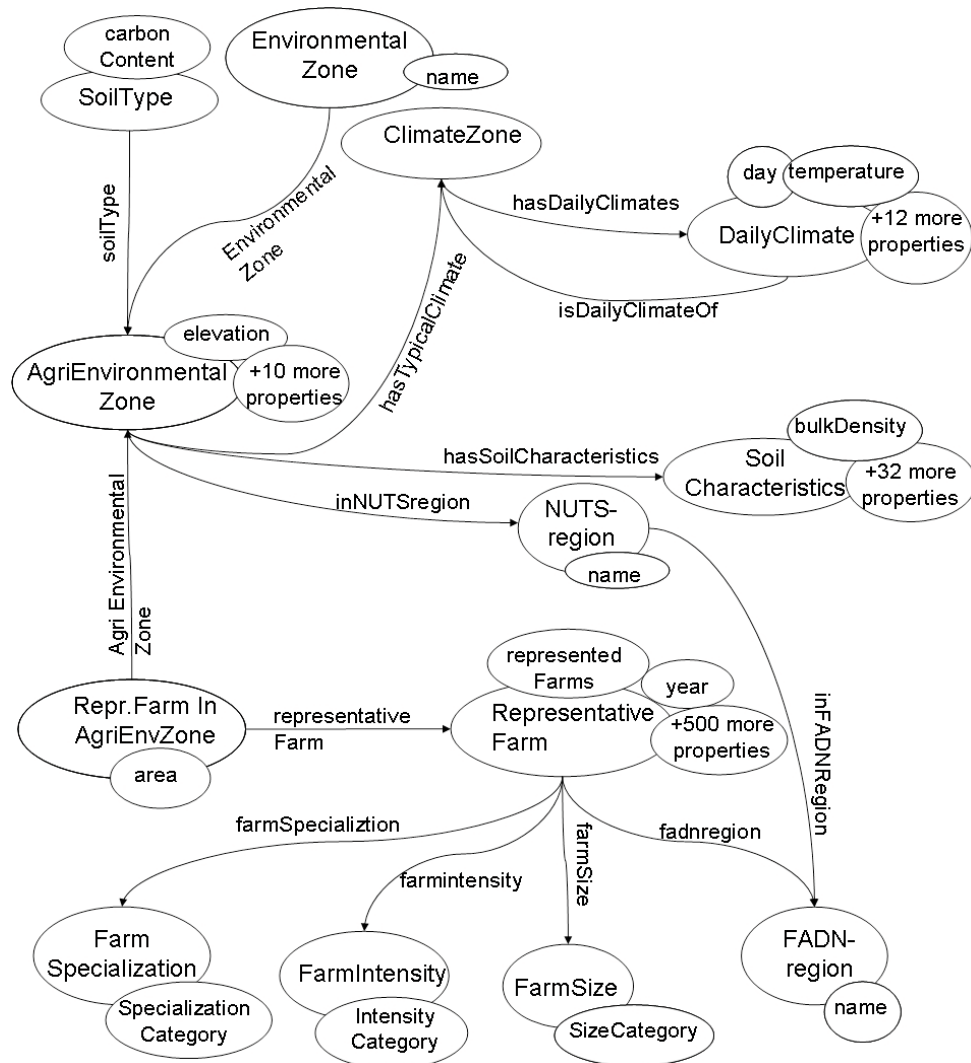 carbon
Content
SoilType
Environmental
Zone
name
ClimateZone
day
temperature
DailyClimate
+12 more
properties
hasDailyClimates
isDailyClimateOf
soilType
Environmental
Zone
hasTypicalClimate
elevation
AgriEnvironmental
Zone
+10 more
properties
bulkDensity
Soil
Characteristics
+32 more
properties
hasSoilCharacteristics
inNUTSregion
NUTS-
region
name
Agri Environmental
Zone
represented
Farms
year
Representative
Farm
+500 more
properties
Repr.Farm In
AgriEnvZone
area
representative
Farm
inFADNRegion
farmSpecializtion
farmintensity
farmSize
fadnregion
Farm
Specialization
Specialization
Category
FarmIntensity
Intensity
Category
FarmSize
SizeCategory
FADN-
region
name